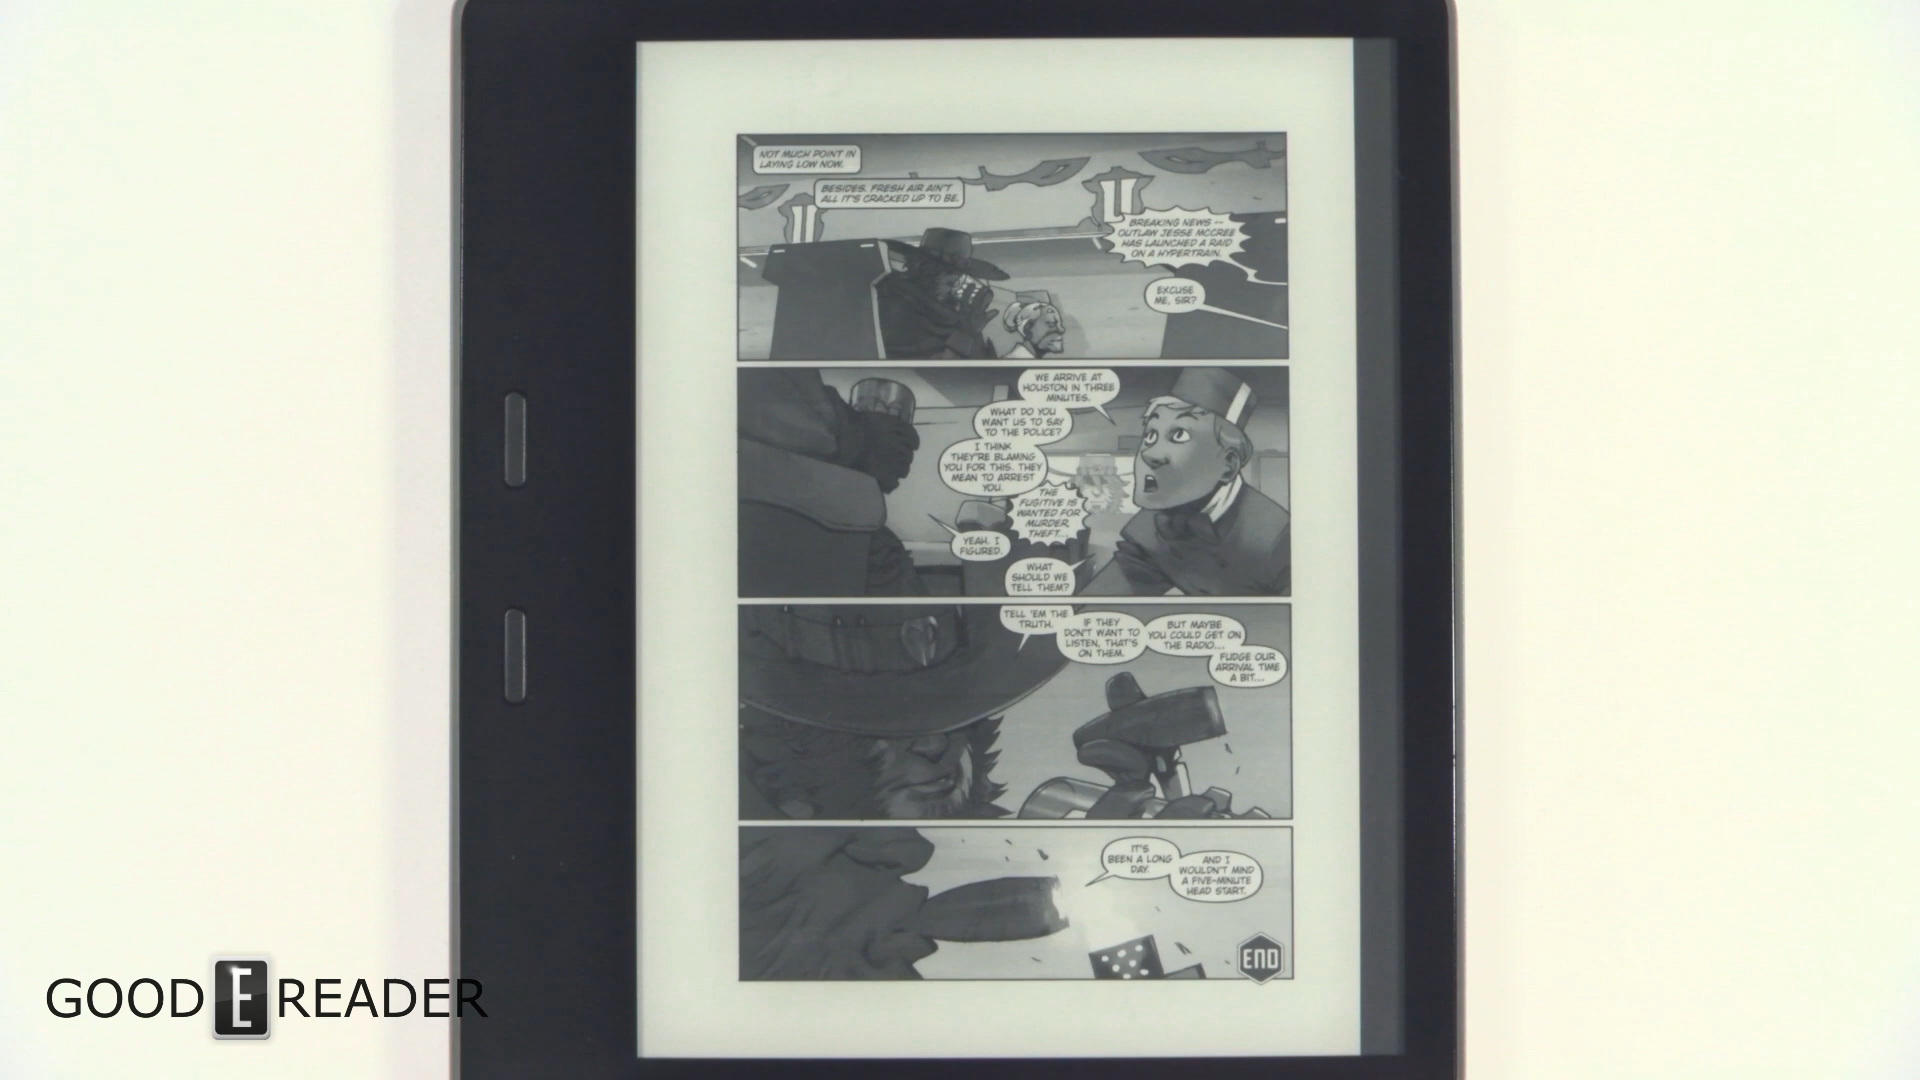 NOT MUCH POINT IN
LAYING LOW NOW.
BESIDES. FRESH AIR AIN'T
ALL IT'S CRACKED UP TO BE.
BREAKING NEWS --
OUTLAW JESSE MCCREE
HAS LAUNCHED A RAID
ON A HYPERTRAIN.
EXCUSE
ME, SIR?
WE ARRIVE AT
HOUSTON IN THREE
MINUTES.
WHAT DO YOU
WANT US TO SAY
TO THE POLICE?
I THINK
THEY'RE BLAMING
YOU FOR THIS. THEY
MEAN TO ARREST
YOU.
THE
FUGITIVE IS
WANTED FOR
MURDER,
THEFT...
YEAH. I
FIGURED.
WHAT
SHOULD WE
TELL THEM?
TELL 'EM THE
TRUTH.
IF THEY
DON'T WANT TO
LISTEN, THAT'S
ON THEM.
BUT MAYBE
YOU COULD GET ON
THE RADIO...
FUDGE OUR
ARRIVAL TIME
A BIT...
IT'S
BEEN A LONG
DAY.
AND I
WOULDN'T MIND
A FIVE-MINUTE
HEAD START.
END
GOOD E READER